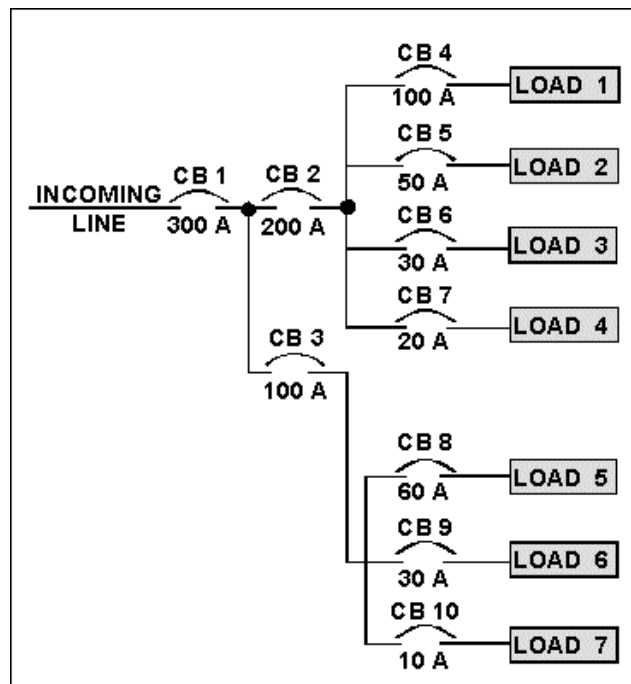 CB 4
100 A
LOAD 1
CB 5
50 A
LOAD 2
INCOMING
LINE
CB 1
300 A
CB 2
200 A
CB 6
30 A
LOAD 3
CB 7
20 A
LOAD 4
CB 3
100 A
CB 8
60 A
LOAD 5
CB 9
30 A
LOAD 6
CB 10
10 A
LOAD 7